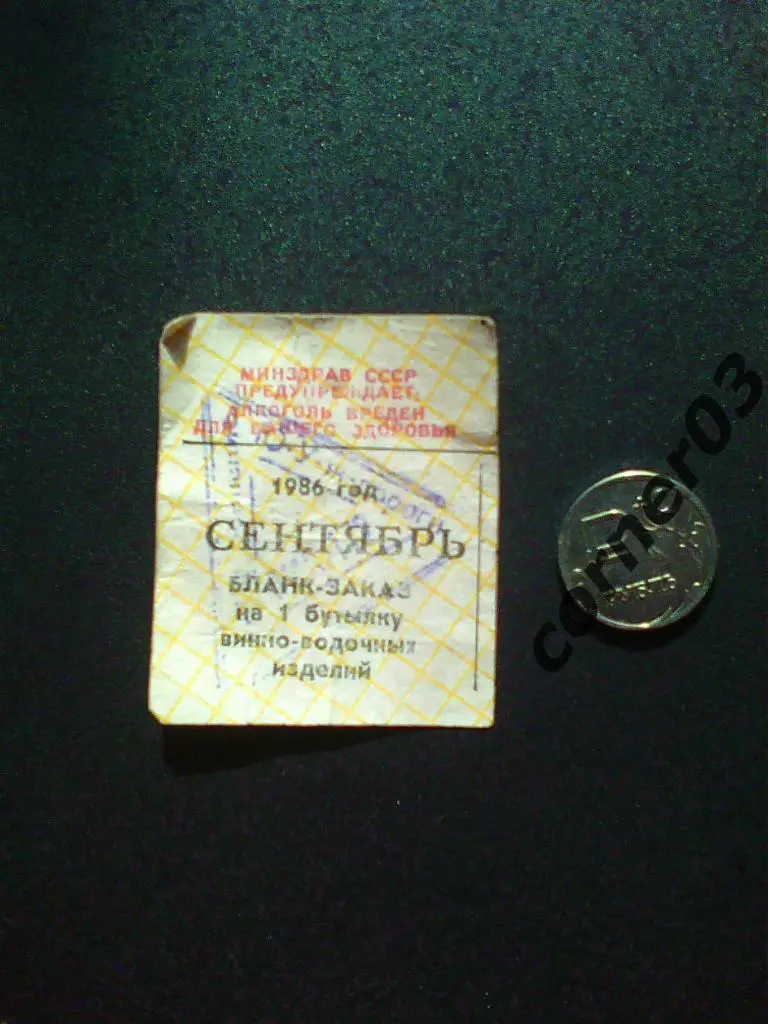 МИНЗДРАВ СССР
ПРЕДУПРЕЖДАЕТ:
АЛКОГОЛЬ ВРЕДЕН
ДЛЯ ВАШЕГО ЗДОРОВЬЯ
1986 год
СЕНТЯБРЬ
БЛАНК-ЗАКАЗ
на 1 бутылку
винно-водочных
изделий
РУБЛЬ
corner03